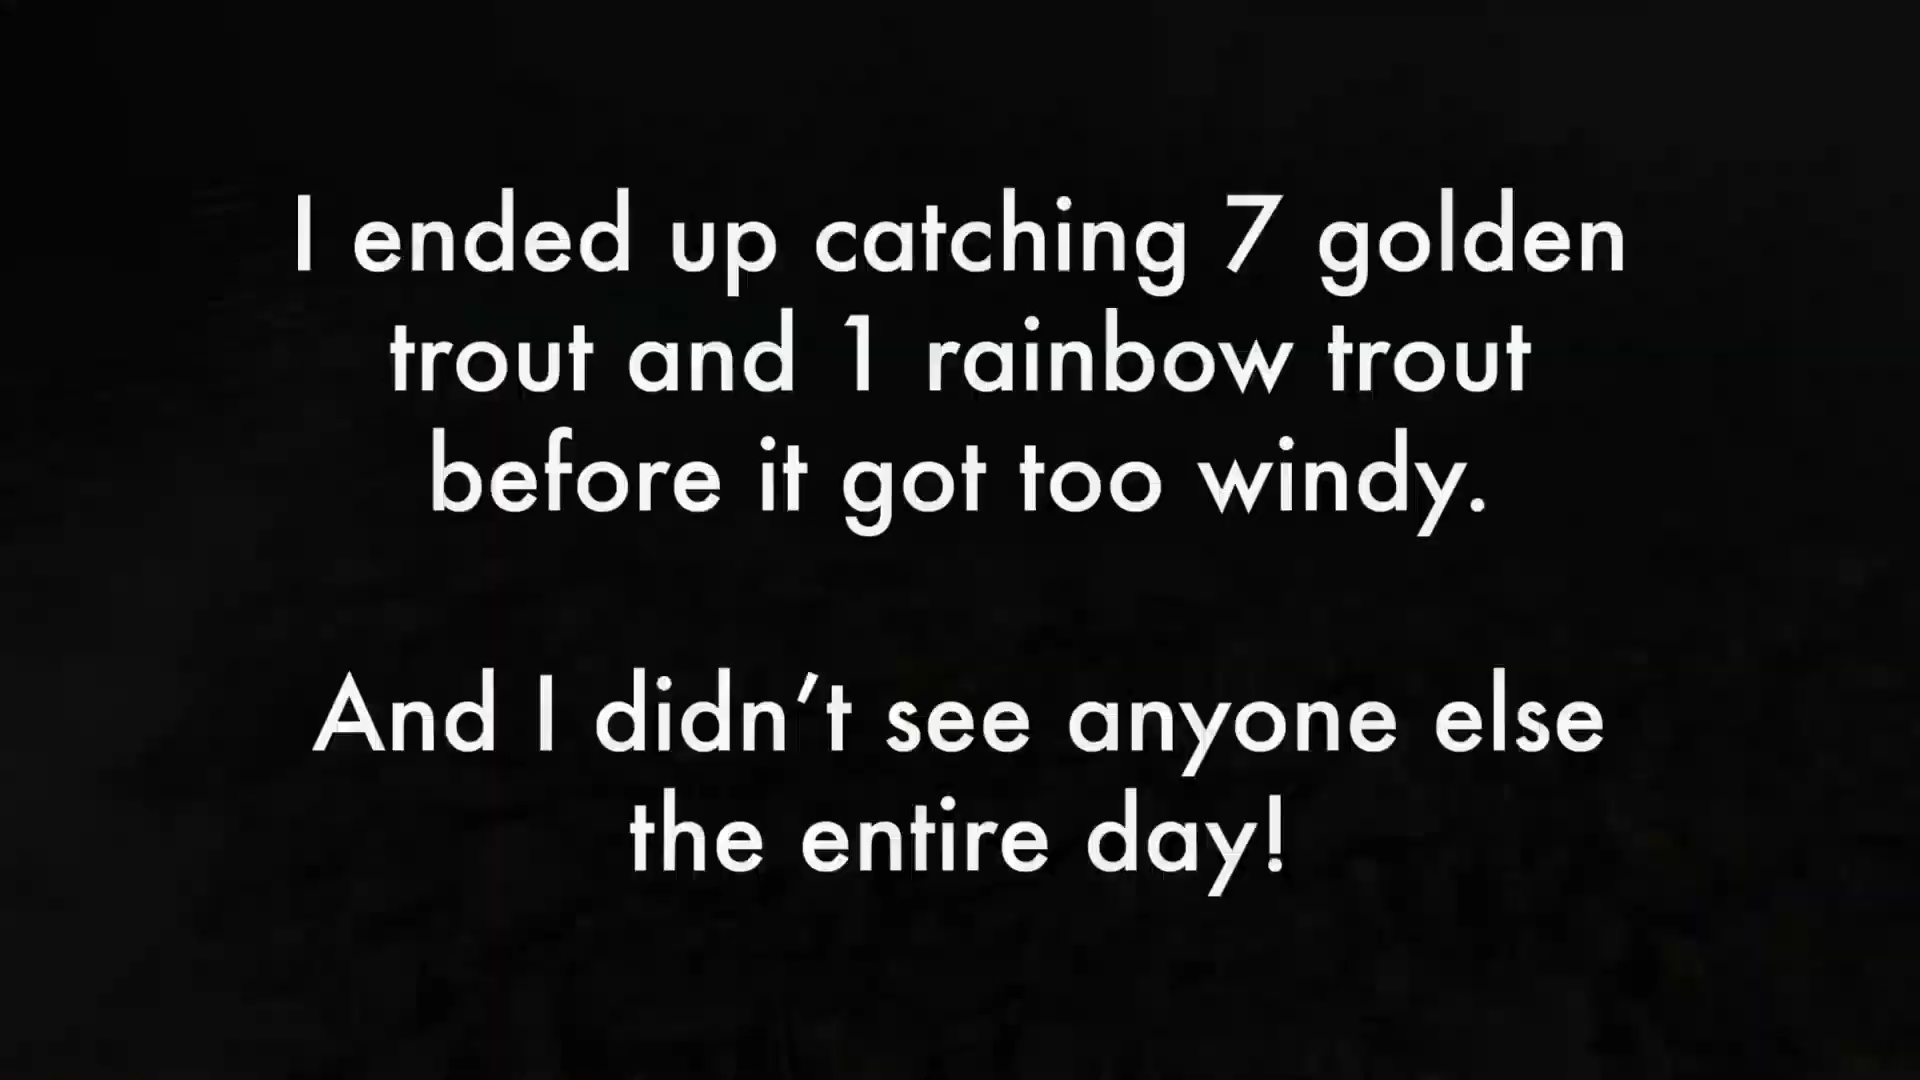 I ended up catching 7 golden
trout and 1 rainbow trout
before it got too windy.
And I didn’t see anyone else
the entire day!